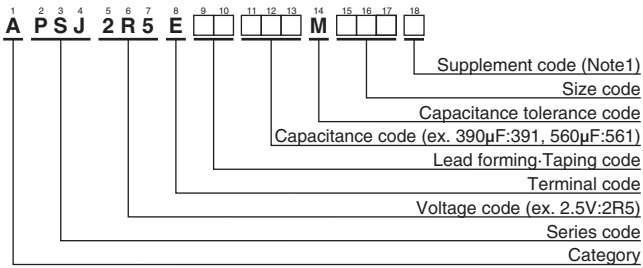 1 2 3 4 5 6 7 8 9 10 11 12 13 14 15 16 17 18
A P S J 2 R 5 E M
Supplement code (Note1)
Size code
Capacitance tolerance code
Capacitance code (ex. 390µF:391, 560µF:561)
Lead forming·Taping code
Terminal code
Voltage code (ex. 2.5V:2R5)
Series code
Category